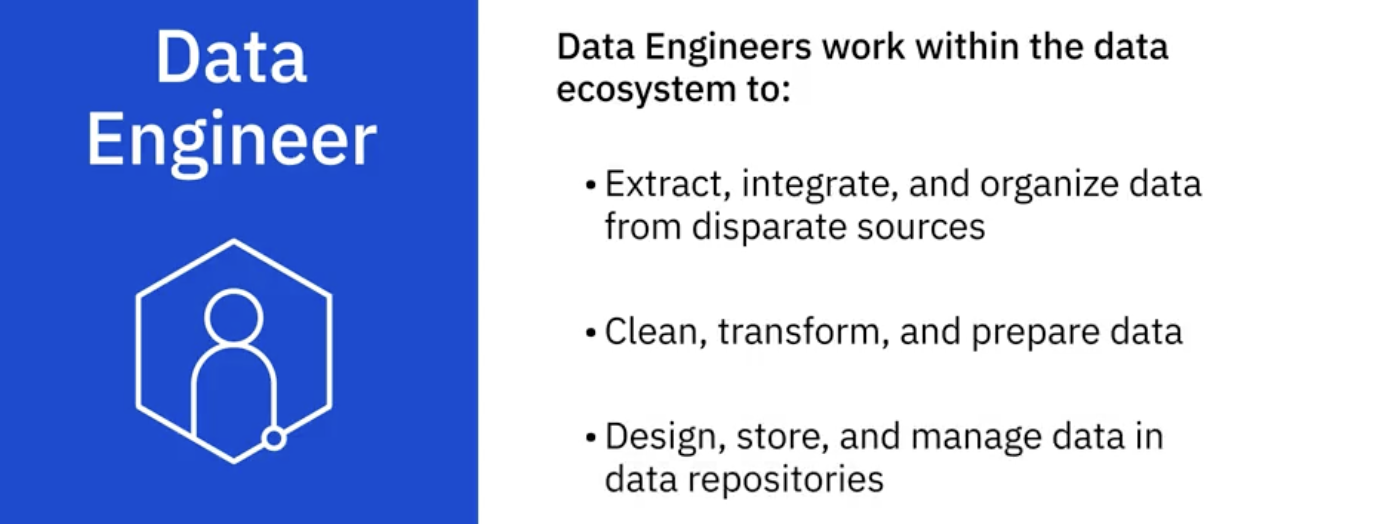 Data
Engineer
Data Engineers work within the data
ecosystem to:
• Extract, integrate, and organize data
from disparate sources
• Clean, transform, and prepare data
• Design, store, and manage data in
data repositories